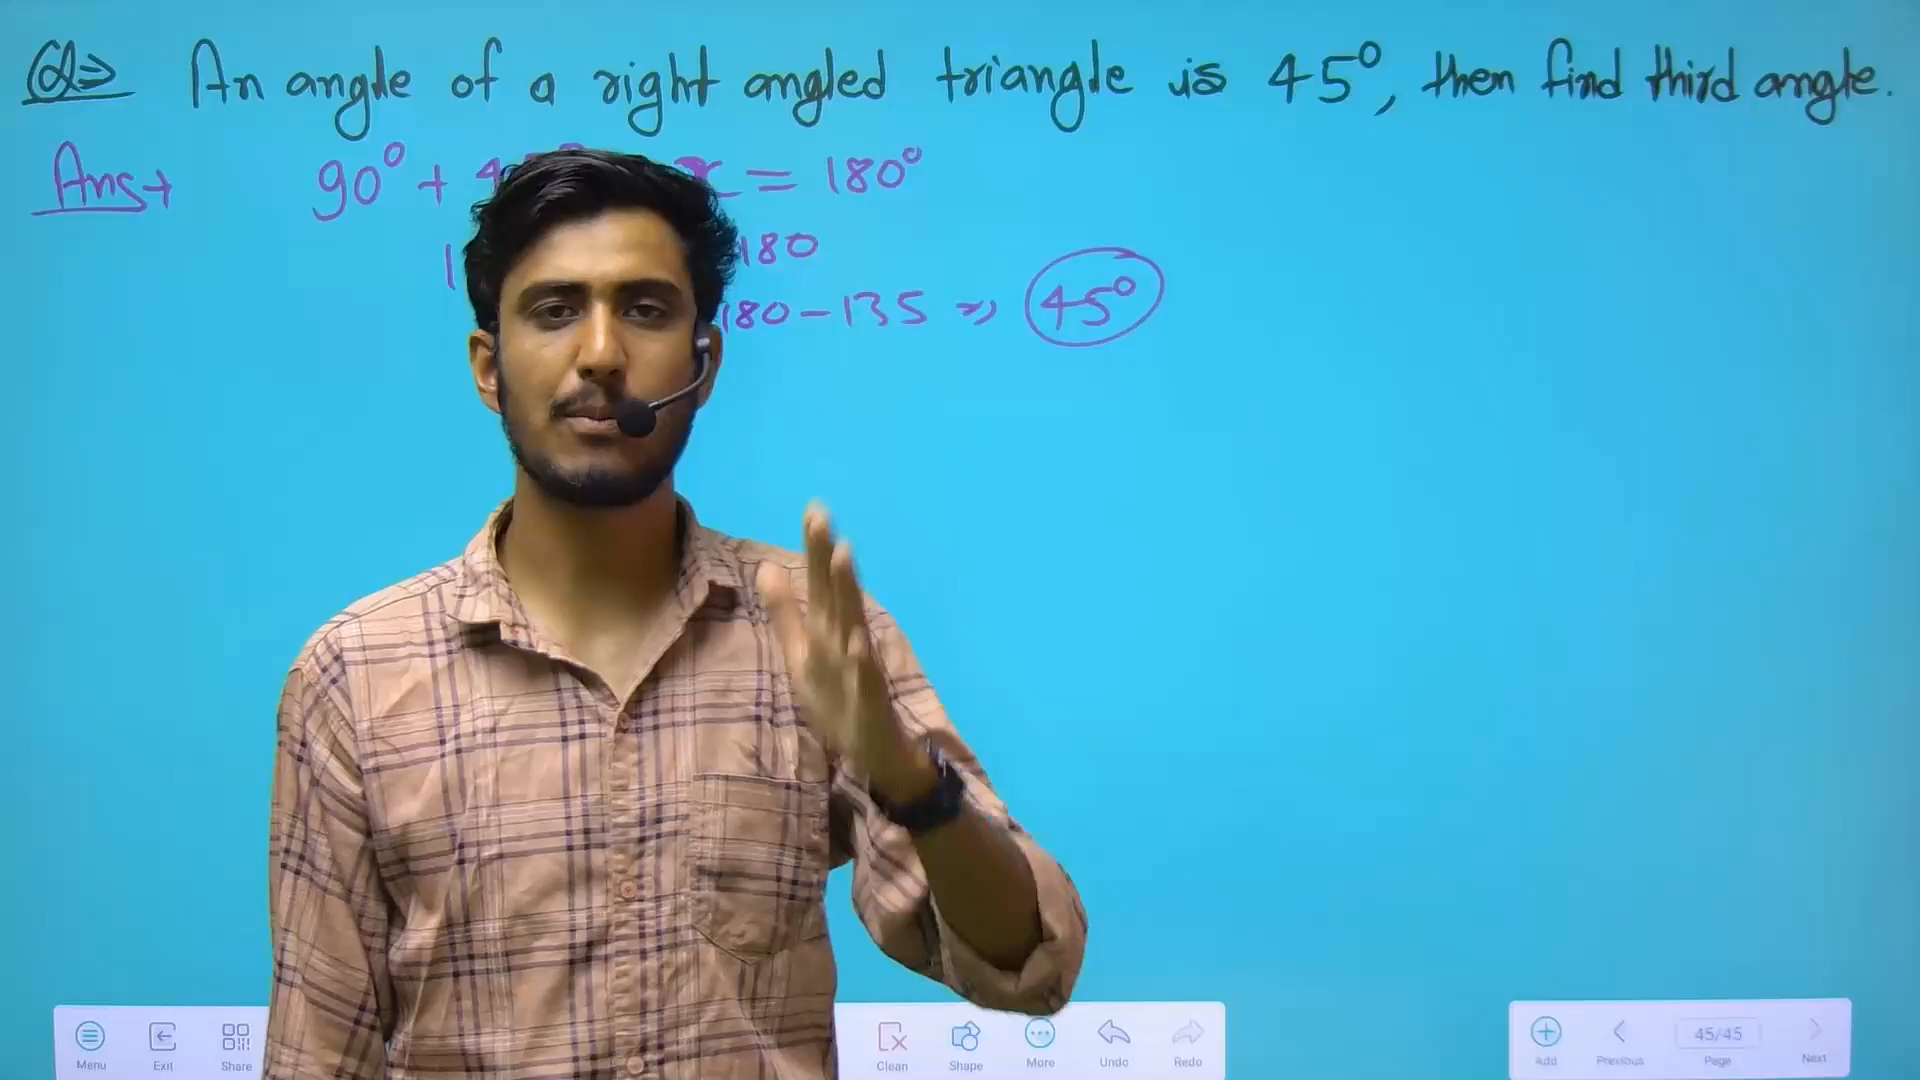 Q⇒ An angle of a right angled triangle is 45°, then find third angle.
Ans→ 90° + 4 x = 180°
180
180 - 135 ⇒ 45°
Menu Exit Share Clean Shape More Undo Redo Add Previous 45/45 Page Next